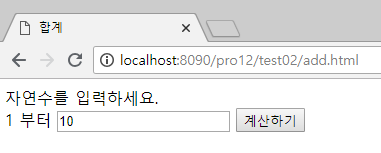 합계
localhost:8090/pro12/test02/add.html
자연수를 입력하세요.
1 부터 10 계산하기